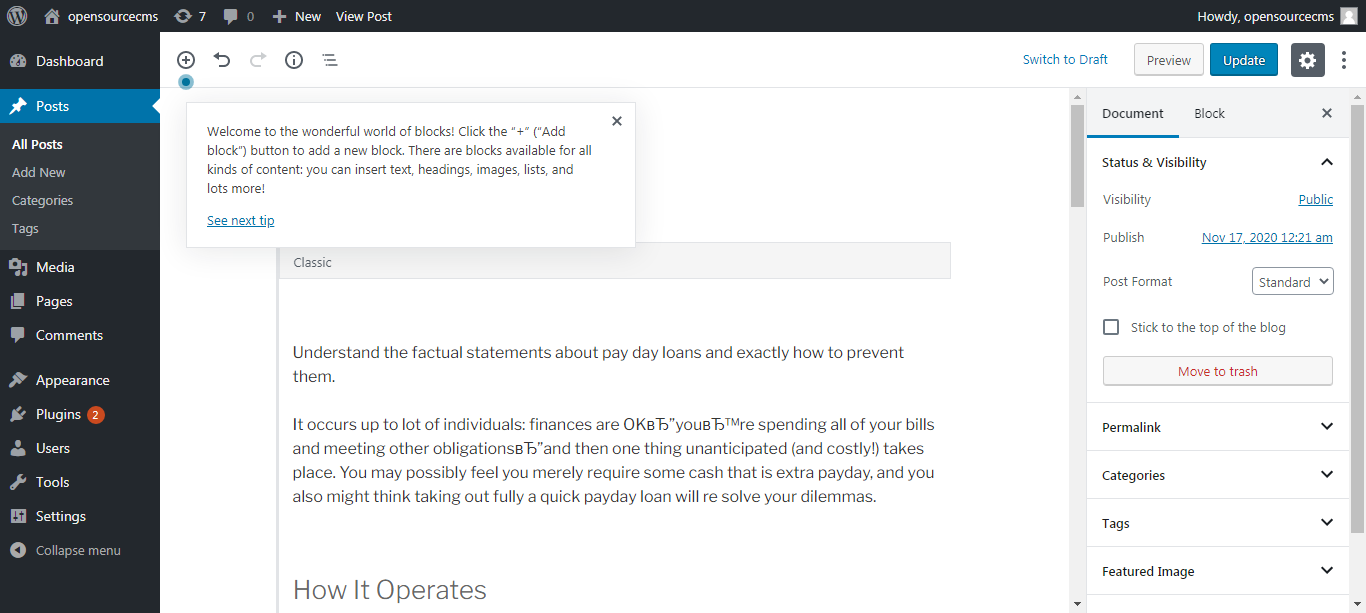 opensourcecms 7 0 New View Post Howdy, opensourcecms
Dashboard
Posts
All Posts
Add New
Categories
Tags
Media
Pages
Comments
Appearance
Plugins 2
Users
Tools
Settings
Collapse menu
Switch to Draft Preview Update
Welcome to the wonderful world of blocks! Click the “+” (“Add
block”) button to add a new block. There are blocks available for all
kinds of content: you can insert text, headings, images, lists, and
lots more!
See next tip
Classic
Understand the factual statements about pay day loans and exactly how to prevent
them.
It occurs up to lot of individuals: finances are OKвЂ”youвЂ™re spending all of your bills
and meeting other obligationsвЂ”and then one thing unanticipated (and costly!) takes
place. You may possibly feel you merely require some cash that is extra payday, and you
also might think taking out fully a quick payday loan will re solve your dilemmas.
How It Operates
Document Block
Status & Visibility
Visibility Public
Publish Nov 17, 2020 12:21 am
Post Format Standard
Stick to the top of the blog
Move to trash
Permalink
Categories
Tags
Featured Image